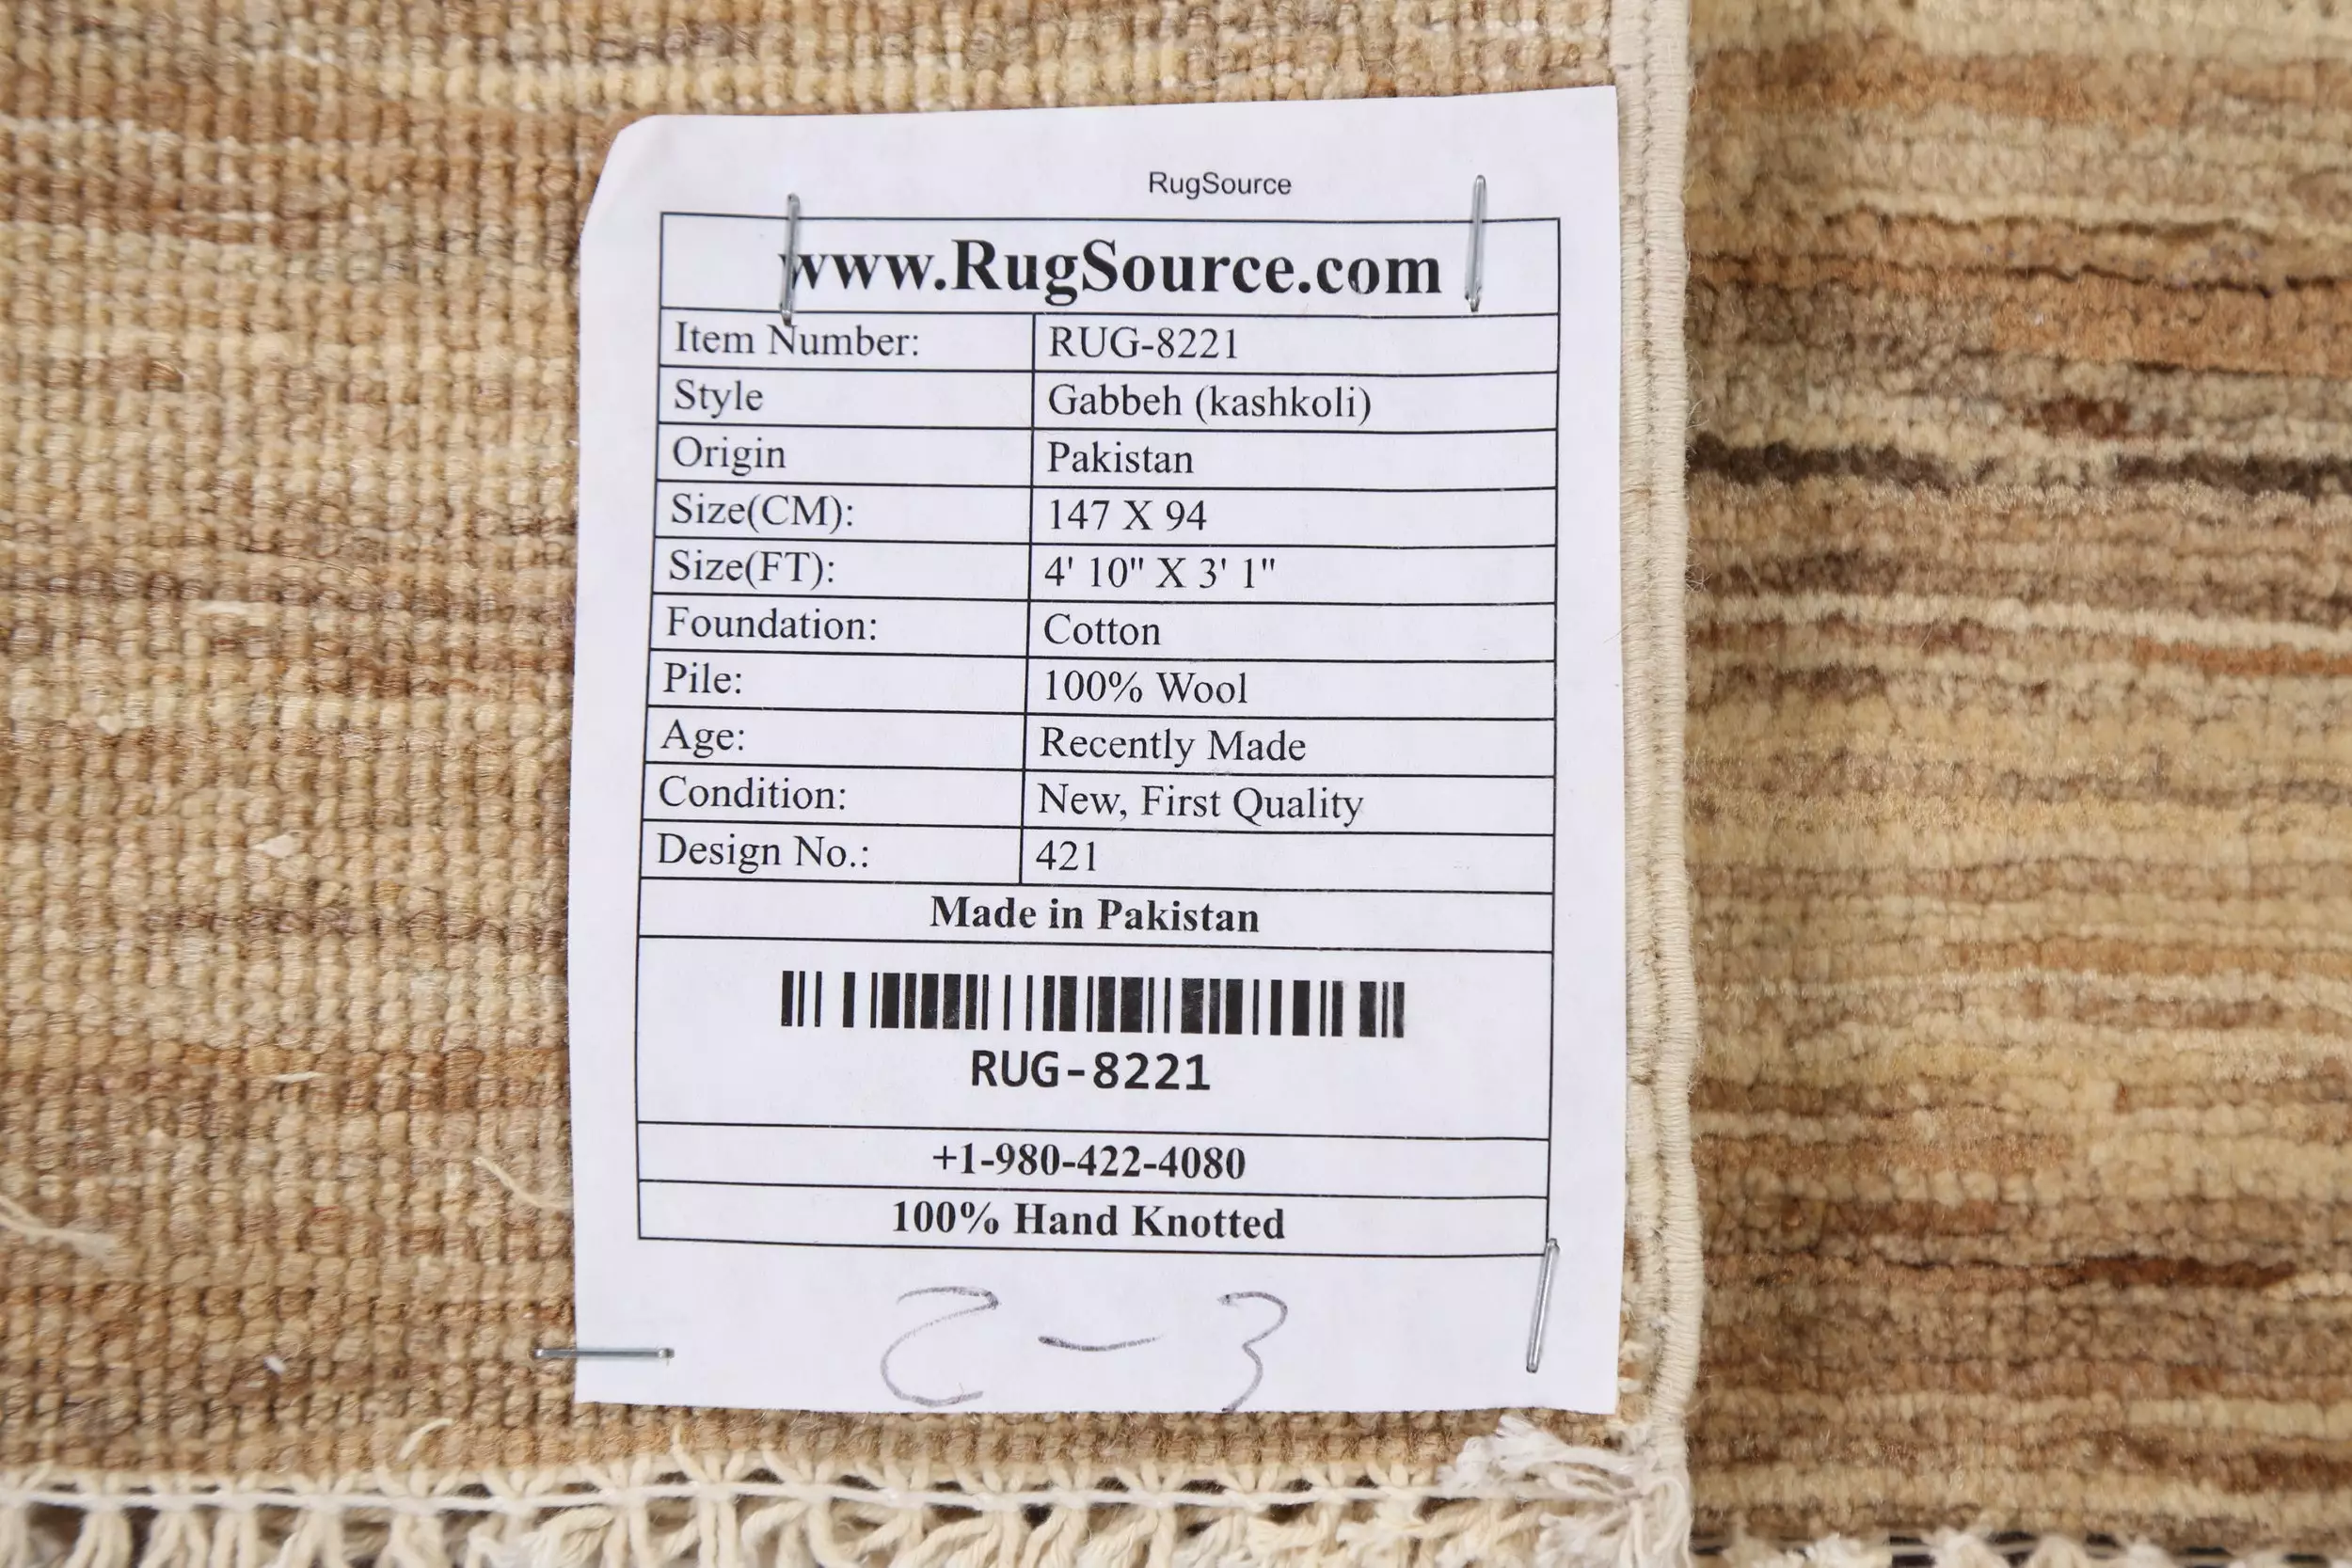 RugSource
www.RugSource.com
Item Number: RUG-8221
Style Gabbeh (kashkoli)
Origin Pakistan
Size(CM): 147 X 94
Size(FT): 4' 10" X 3' 1"
Foundation: Cotton
Pile: 100% Wool
Age: Recently Made
Condition: New, First Quality
Design No.: 421
Made in Pakistan
RUG-8221
+1-980-422-4080
100% Hand Knotted